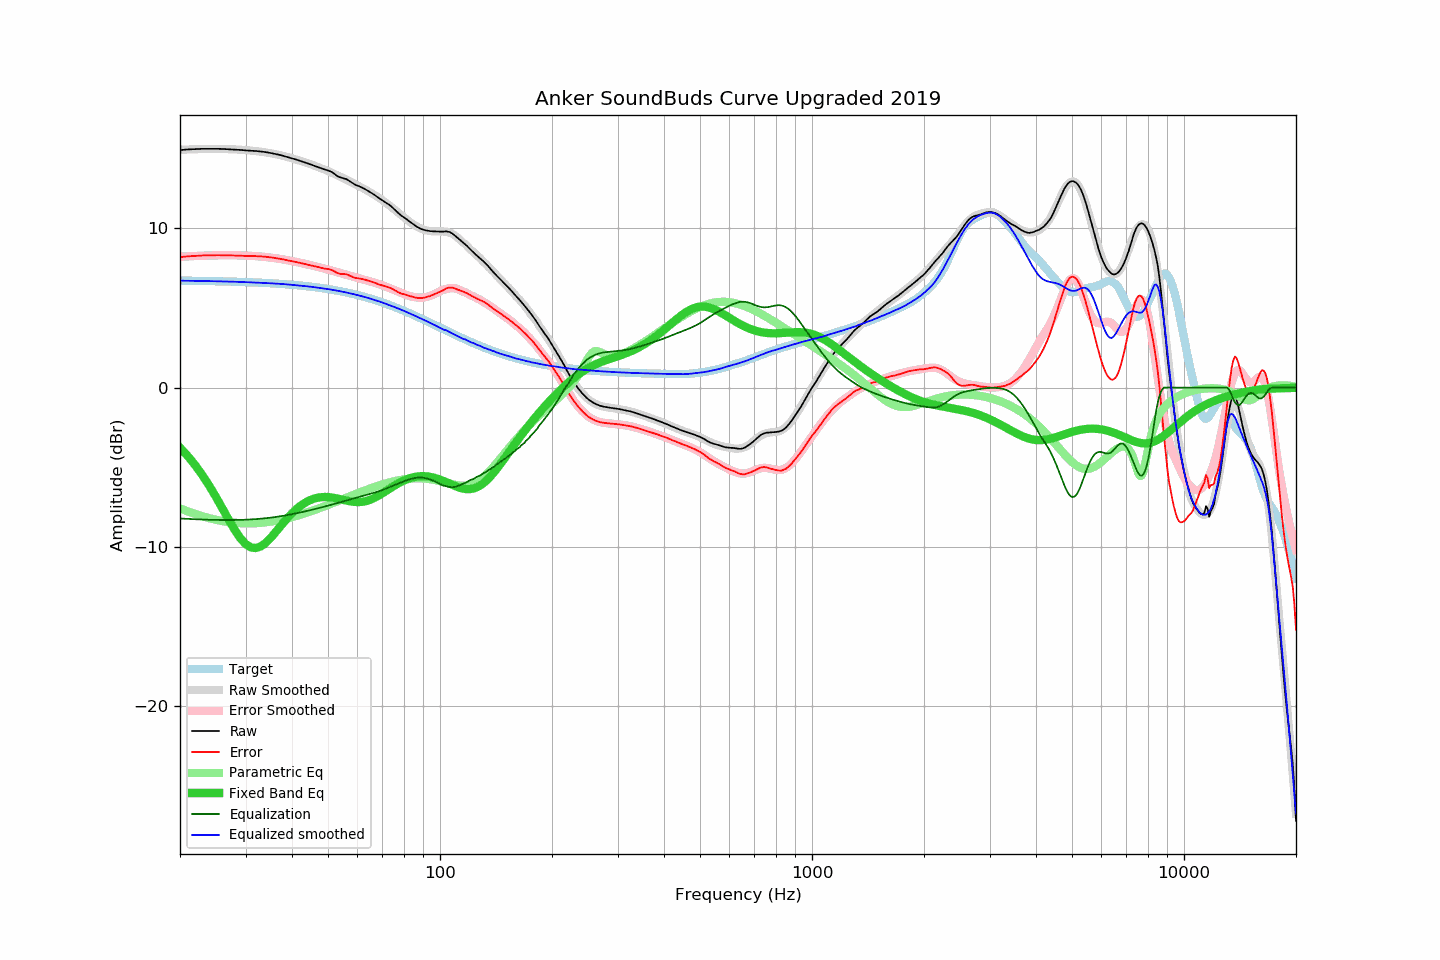 Anker SoundBuds Curve Upgraded 2019
Amplitude (dBr)
10
0
−10
−20
Target
Raw Smoothed
Error Smoothed
Raw
Error
Parametric Eq
Fixed Band Eq
Equalization
Equalized smoothed
100
1000
10000
Frequency (Hz)